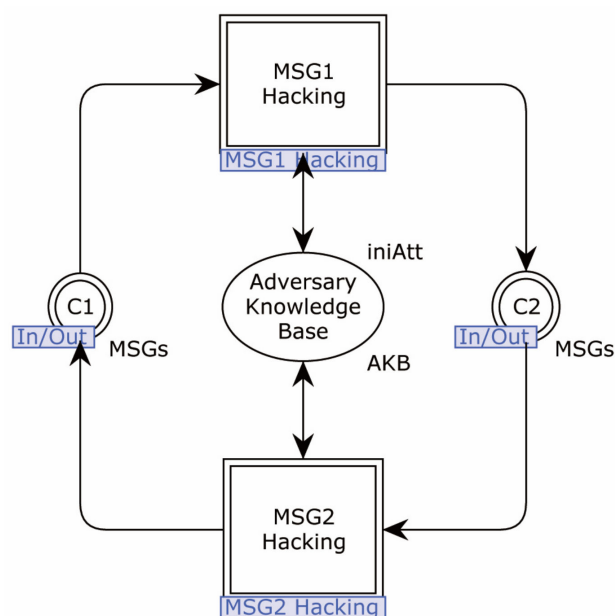 MSG1
Hacking
MSG1 Hacking
iniAtt
Adversary
Knowledge
Base
C1
In/Out
MSGs
C2
In/Out
MSGs
AKB
MSG2
Hacking
MSG2 Hacking